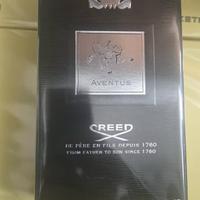 AVENTUS
CREED
DE PÈRE EN FILS DEPUIS 1760
FROM FATHER TO SON SINCE 1760